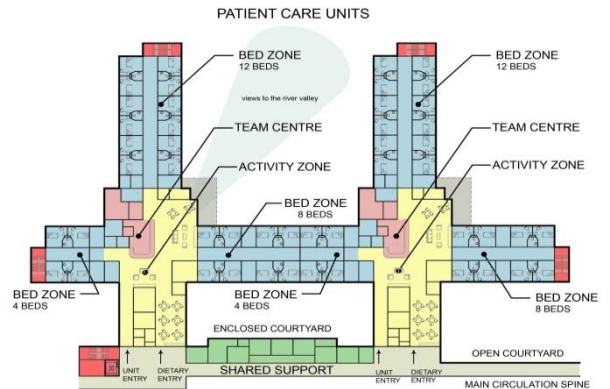 PATIENT CARE UNITS
BED ZONE
12 BEDS
BED ZONE
12 BEDS
views to the river valley
TEAM CENTRE
TEAM CENTRE
ACTIVITY ZONE
ACTIVITY ZONE
BED ZONE
8 BEDS
BED ZONE
4 BEDS
BED ZONE
4 BEDS
BED ZONE
8 BEDS
ENCLOSED COURTYARD
OPEN COURTYARD
UNIT
ENTRY
DIETARY
ENTRY
SHARED SUPPORT
UNIT
ENTRY
DIETARY
ENTRY
MAIN CIRCULATION SPINE